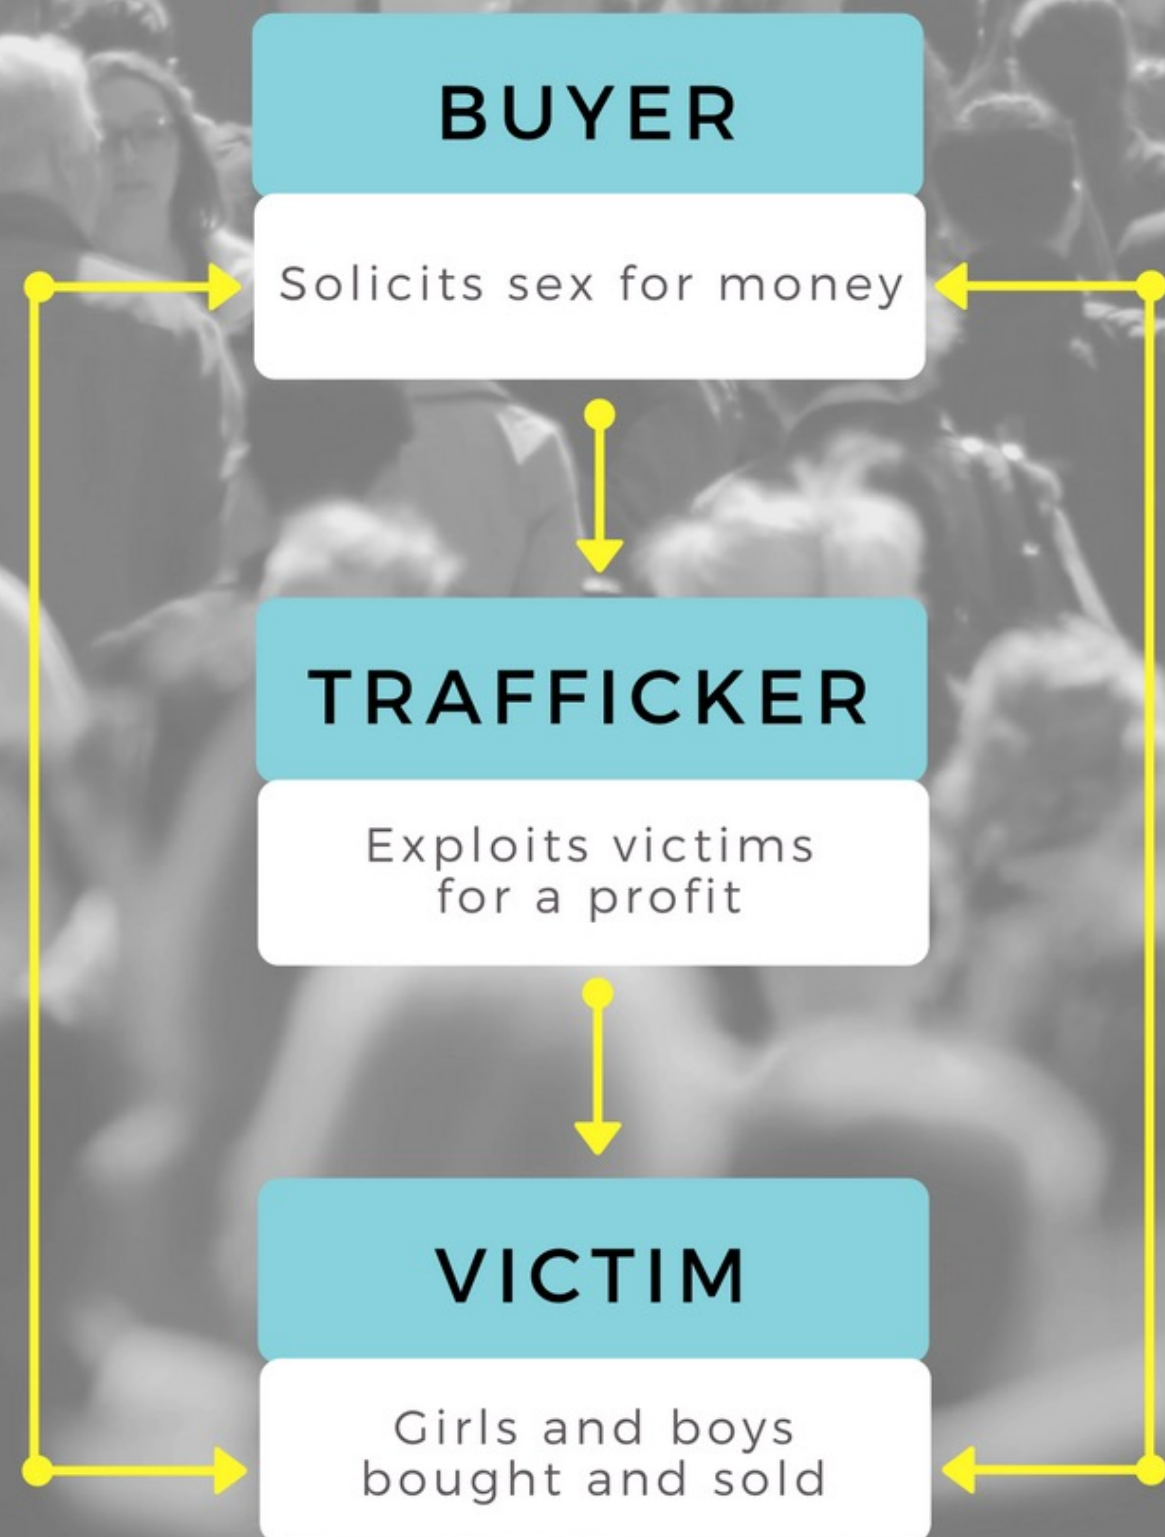 BUYER
Solicits sex for money
TRAFFICKER
Exploits victims
for a profit
VICTIM
Girls and boys
bought and sold